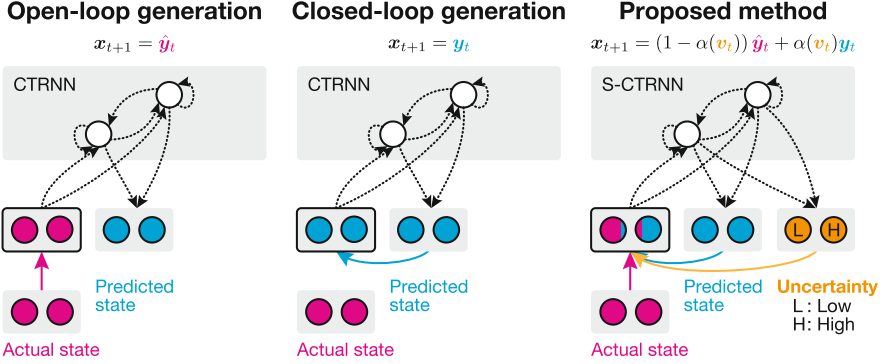 Open-loop generation
x_{t+1} = ŷ_t
CTRNN
Predicted
state
Actual state
Closed-loop generation
x_{t+1} = y_t
CTRNN
Predicted
state
Actual state
Proposed method
x_{t+1} = (1 − α(v_t)) ŷ_t + α(v_t)y_t
S-CTRNN
L H
Predicted
state
Uncertainty
L : Low
H : High
Actual state